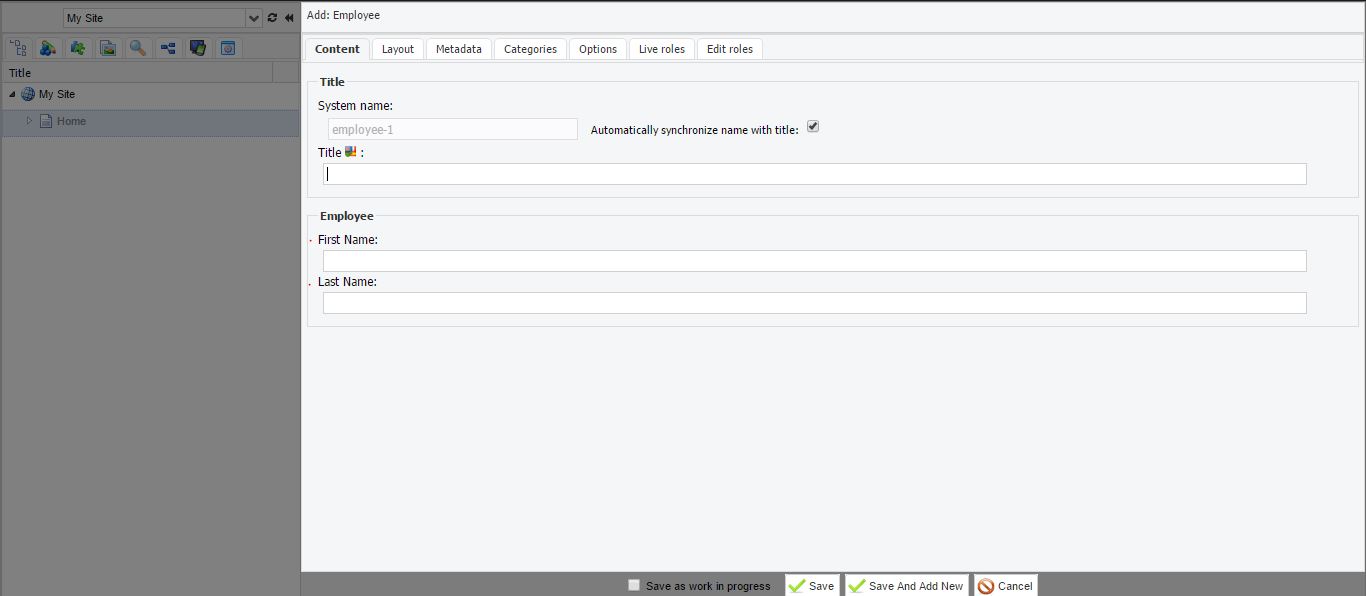 My Site
Add: Employee
Content Layout Metadata Categories Options Live roles Edit roles
Title
My Site
Home
Title
System name:
employee-1 Automatically synchronize name with title:
Title :
Employee
First Name:
Last Name:
Save as work in progress Save Save And Add New Cancel